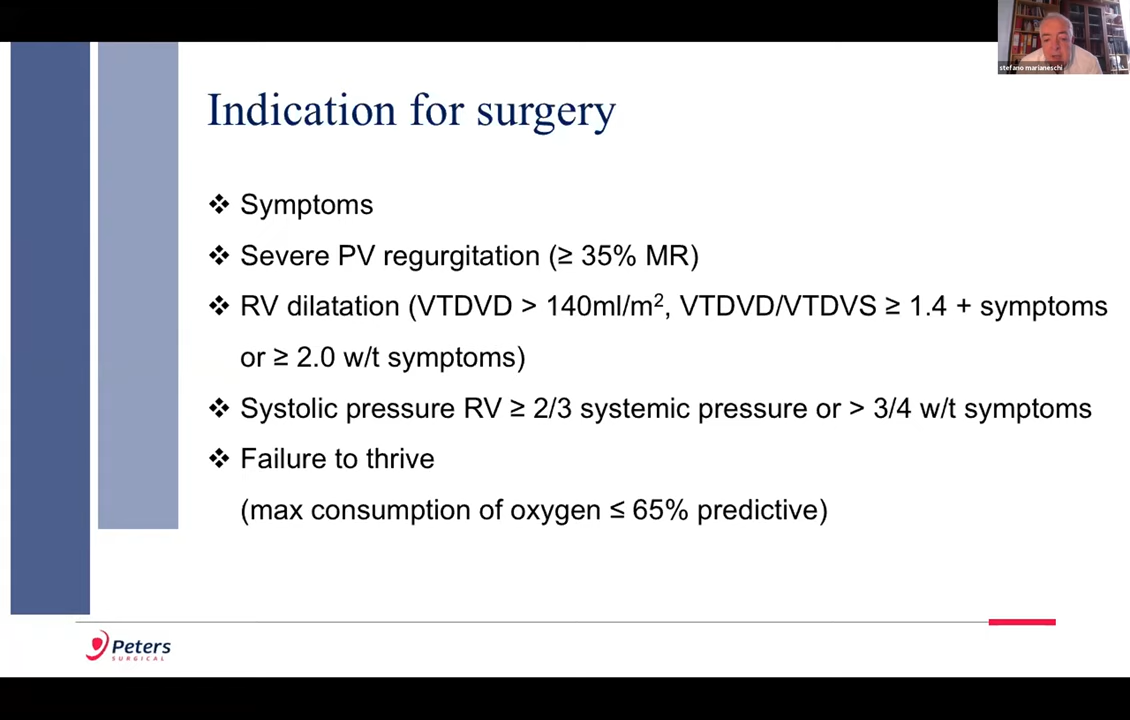 stefano marianeschi
Indication for surgery
❖ Symptoms
❖ Severe PV regurgitation (≥ 35% MR)
❖ RV dilatation (VTDVD > 140ml/m², VTDVD/VTDVS ≥ 1.4 + symptoms
or ≥ 2.0 w/t symptoms)
❖ Systolic pressure RV ≥ 2/3 systemic pressure or > 3/4 w/t symptoms
❖ Failure to thrive
(max consumption of oxygen ≤ 65% predictive)
Peters
SURGICAL